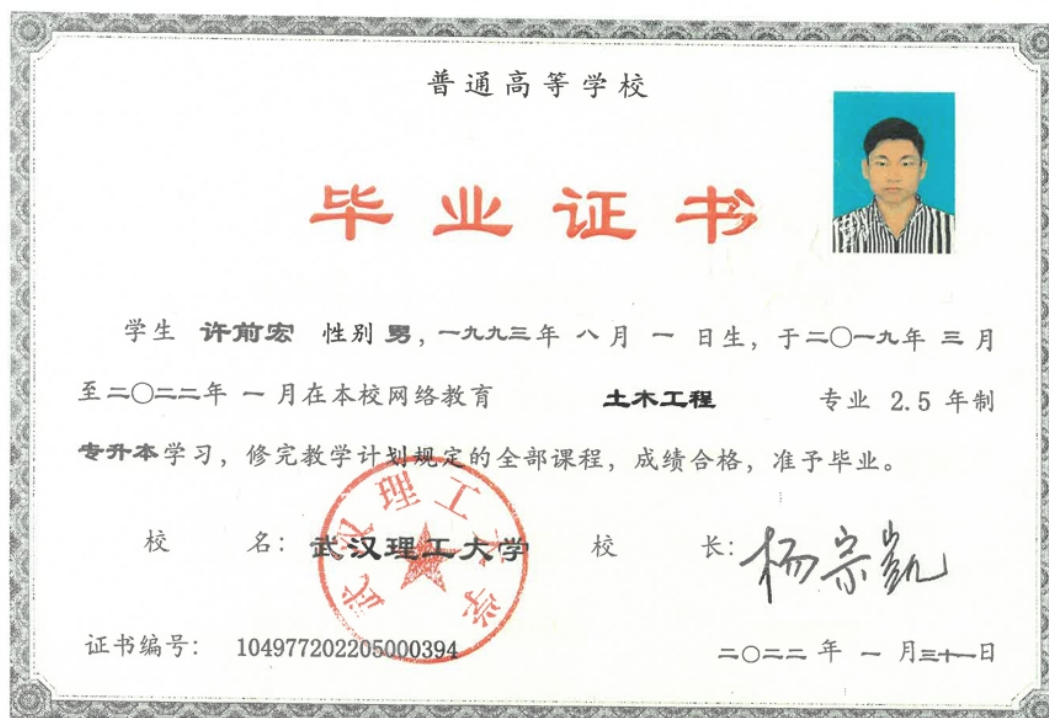 普通高等学校
毕业证书
学生 许前宏 性别 男，一九九三年 八月 一 日生，于二〇一九年 三月
至二〇二二年 一月在本校网络教育 土木工程 专业 2.5 年制
专升本学习，修完教学计划规定的全部课程，成绩合格，准予毕业。
校 名：武汉理工大学 校 长：杨宗凯
武汉理工大学
证书编号： 104977202205000394 二〇二二 年 一 月三十一日